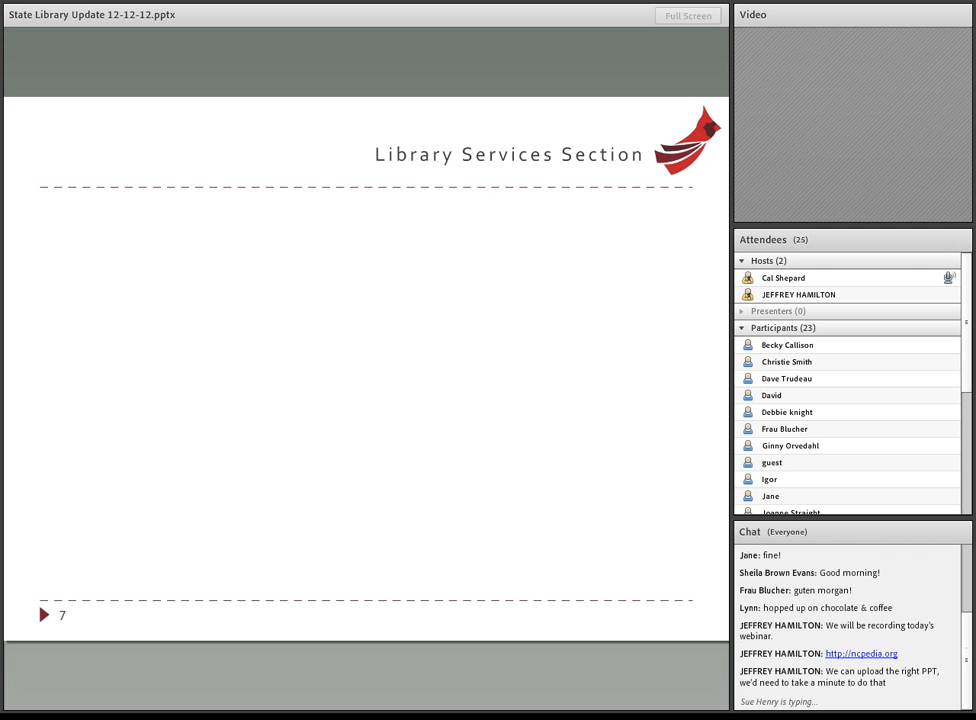 State Library Update 12-12-12.pptx
Full Screen
Library Services Section
7
Video
Attendees (25)
Hosts (2)
Cal Shepard
JEFFREY HAMILTON
Presenters (0)
Participants (23)
Becky Callison
Christie Smith
Dave Trudeau
David
Debbie knight
Frau Blucher
Ginny Orvedahl
guest
Igor
Jane
Joanne Straight
Chat (Everyone)
Jane: fine!
Sheila Brown Evans: Good morning!
Frau Blucher: guten morgan!
Lynn: hopped up on chocolate & coffee
JEFFREY HAMILTON: We will be recording today's
webinar.
JEFFREY HAMILTON: http://ncpedia.org
JEFFREY HAMILTON: We can upload the right PPT,
we'd need to take a minute to do that
Sue Henry is typing...